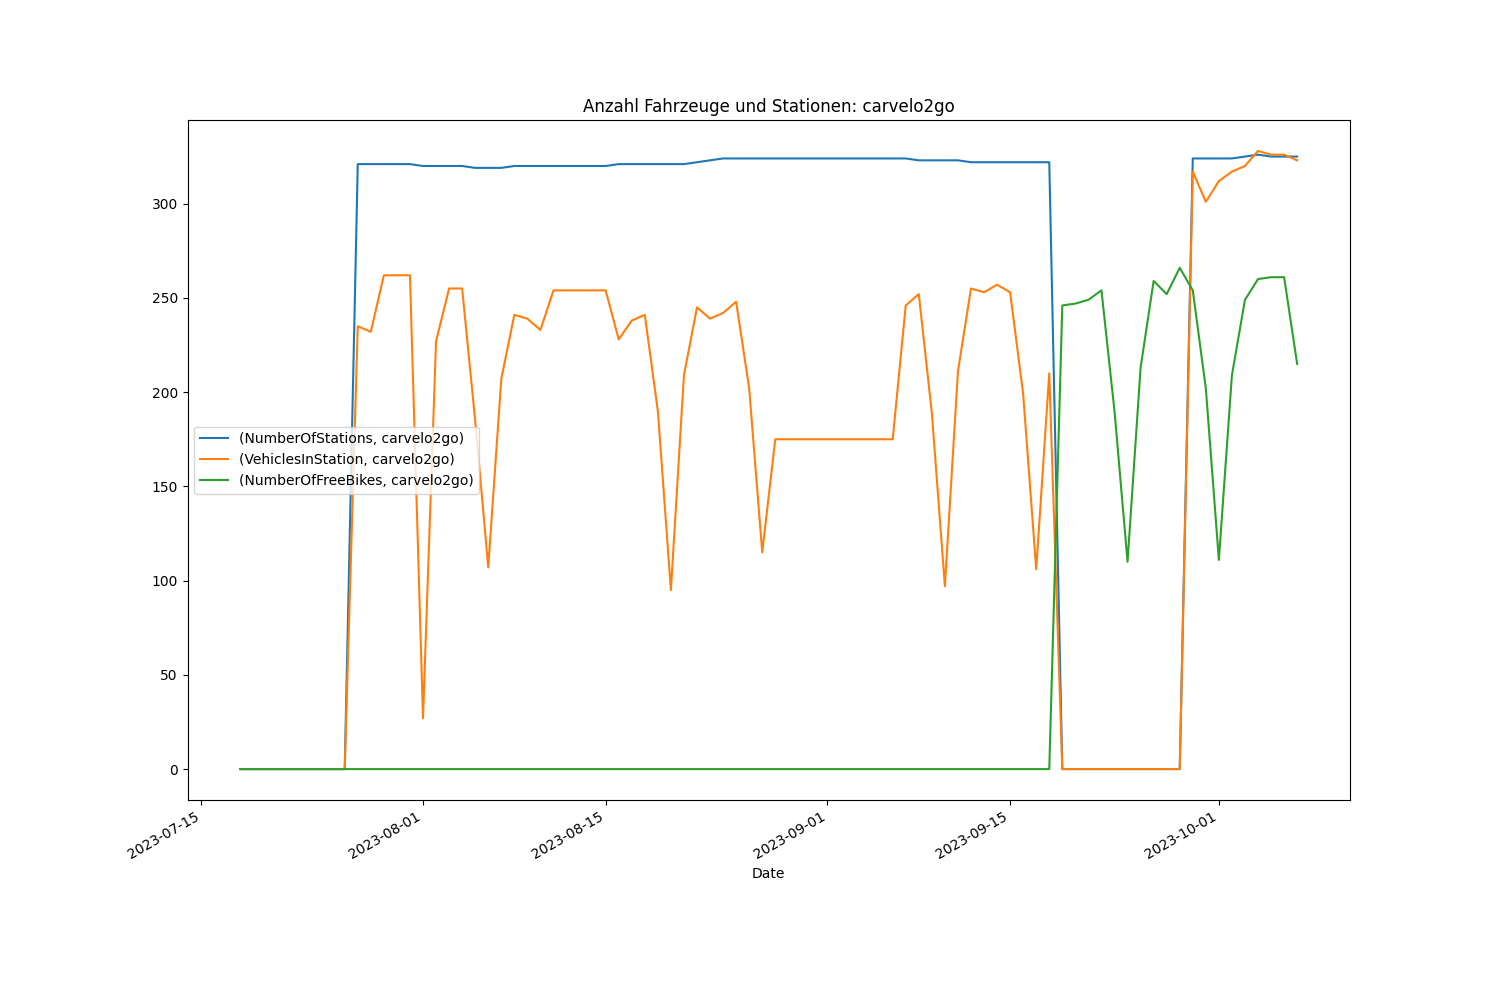 Anzahl Fahrzeuge und Stationen: carvelo2go
300
250
200
150
100
50
0
(NumberOfStations, carvelo2go)
(VehiclesInStation, carvelo2go)
(NumberOfFreeBikes, carvelo2go)
2023-07-15
2023-08-01
2023-08-15
2023-09-01
2023-09-15
2023-10-01
Date